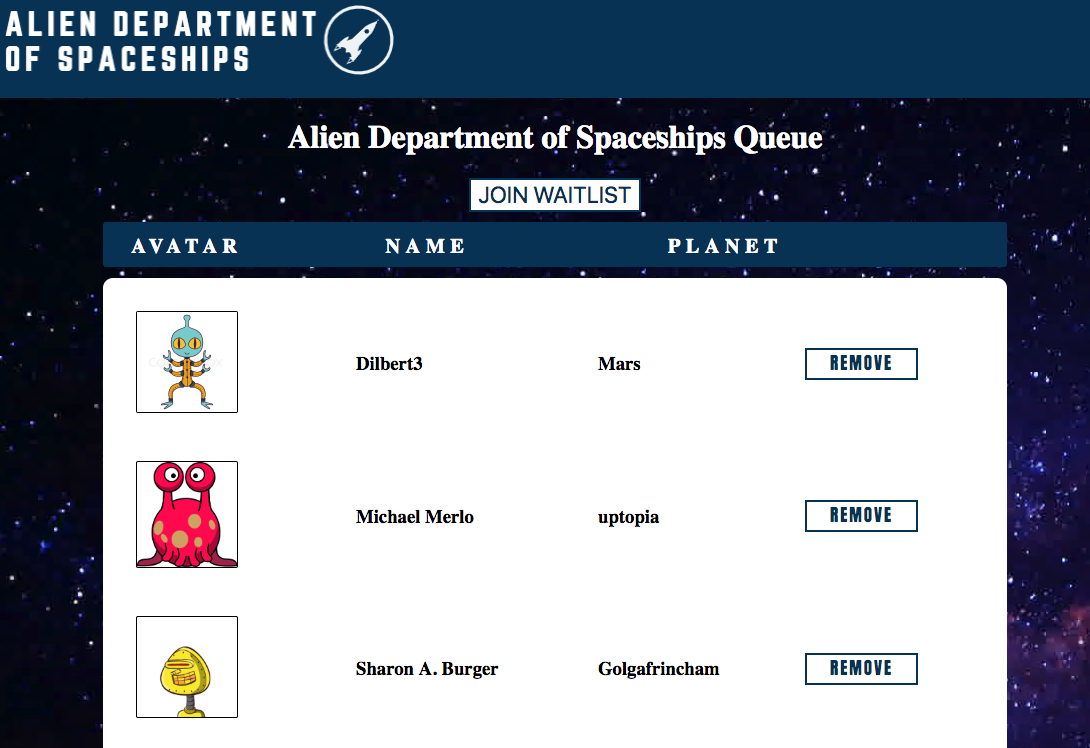 ALIEN DEPARTMENT
OF SPACESHIPS
Alien Department of Spaceships Queue
JOIN WAITLIST
AVATAR NAME PLANET
Dilbert3 Mars REMOVE
Michael Merlo uptopia REMOVE
Sharon A. Burger Golgafrincham REMOVE